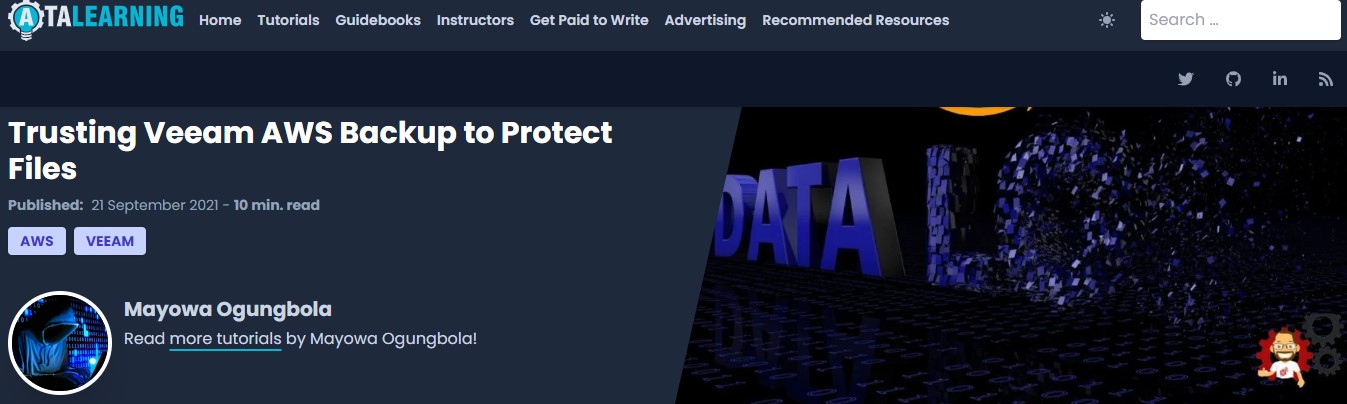 ATALEARNING Home Tutorials Guidebooks Instructors Get Paid to Write Advertising Recommended Resources Search ...
Trusting Veeam AWS Backup to Protect
Files
Published: 21 September 2021 - 10 min. read
AWS VEEAM
Mayowa Ogungbola
Read more tutorials by Mayowa Ogungbola!
DATA LO